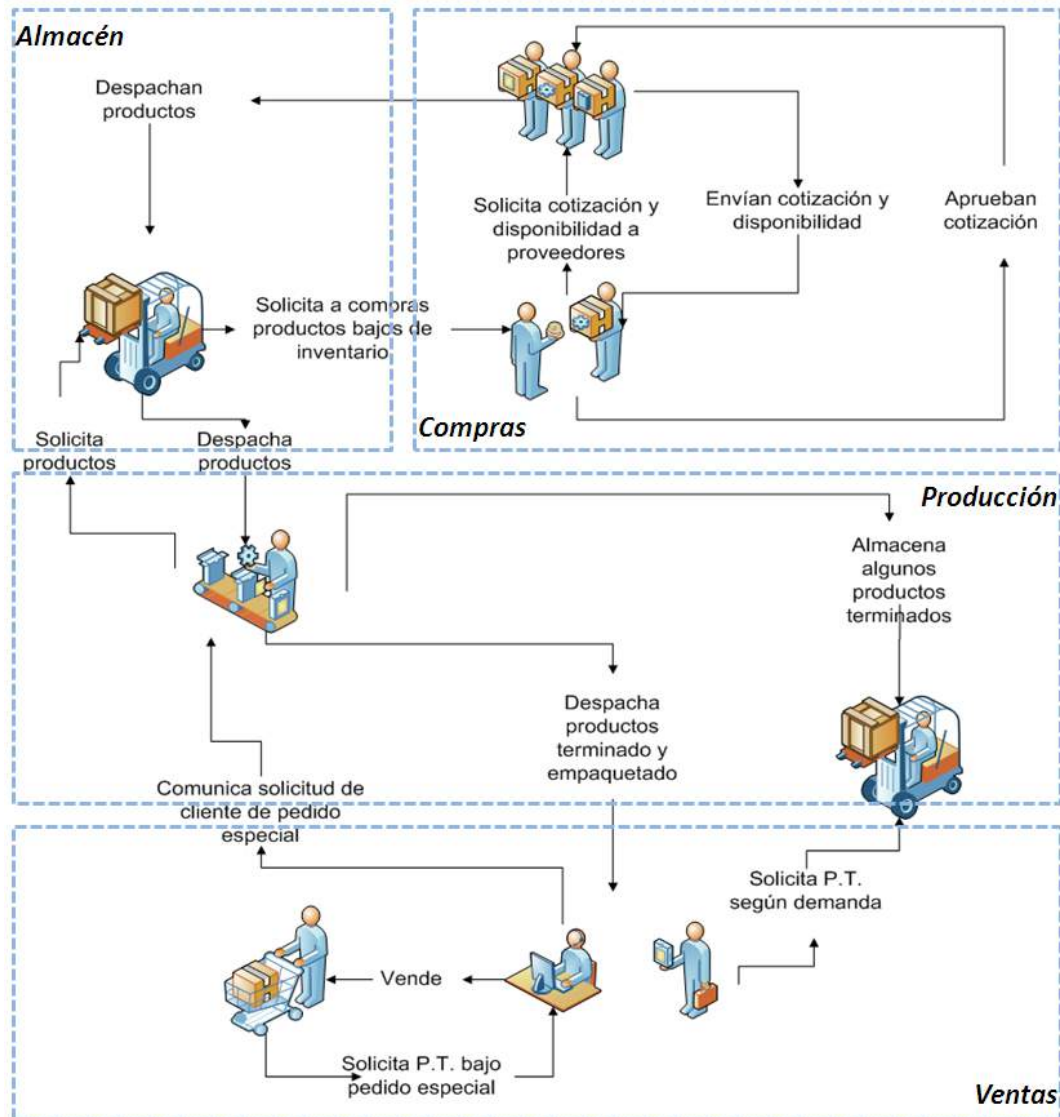 Almacén
Despachan
productos
Solicita cotización y
disponibilidad a
proveedores
Envían cotización y
disponibilidad
Aprueban
cotización
Solicita a compras
productos bajos de
inventario
Compras
Solicita
productos
Despacha
productos
Producción
Almacena
algunos
productos
terminados
Despacha
productos
terminado y
empaquetado
Comunica solicitud de
cliente de pedido
especial
Solicita P.T.
según demanda
Vende
Solicita P.T. bajo
pedido especial
Ventas